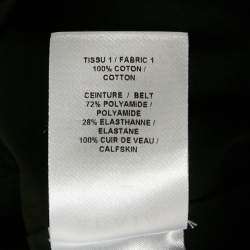 TISSU 1 / FABRIC 1
100% COTON /
COTTON
CEINTURE / BELT
72% POLYAMIDE /
POLYAMIDE
28% ELASTHANNE /
ELASTANE
100% CUIR DE VEAU /
CALFSKIN